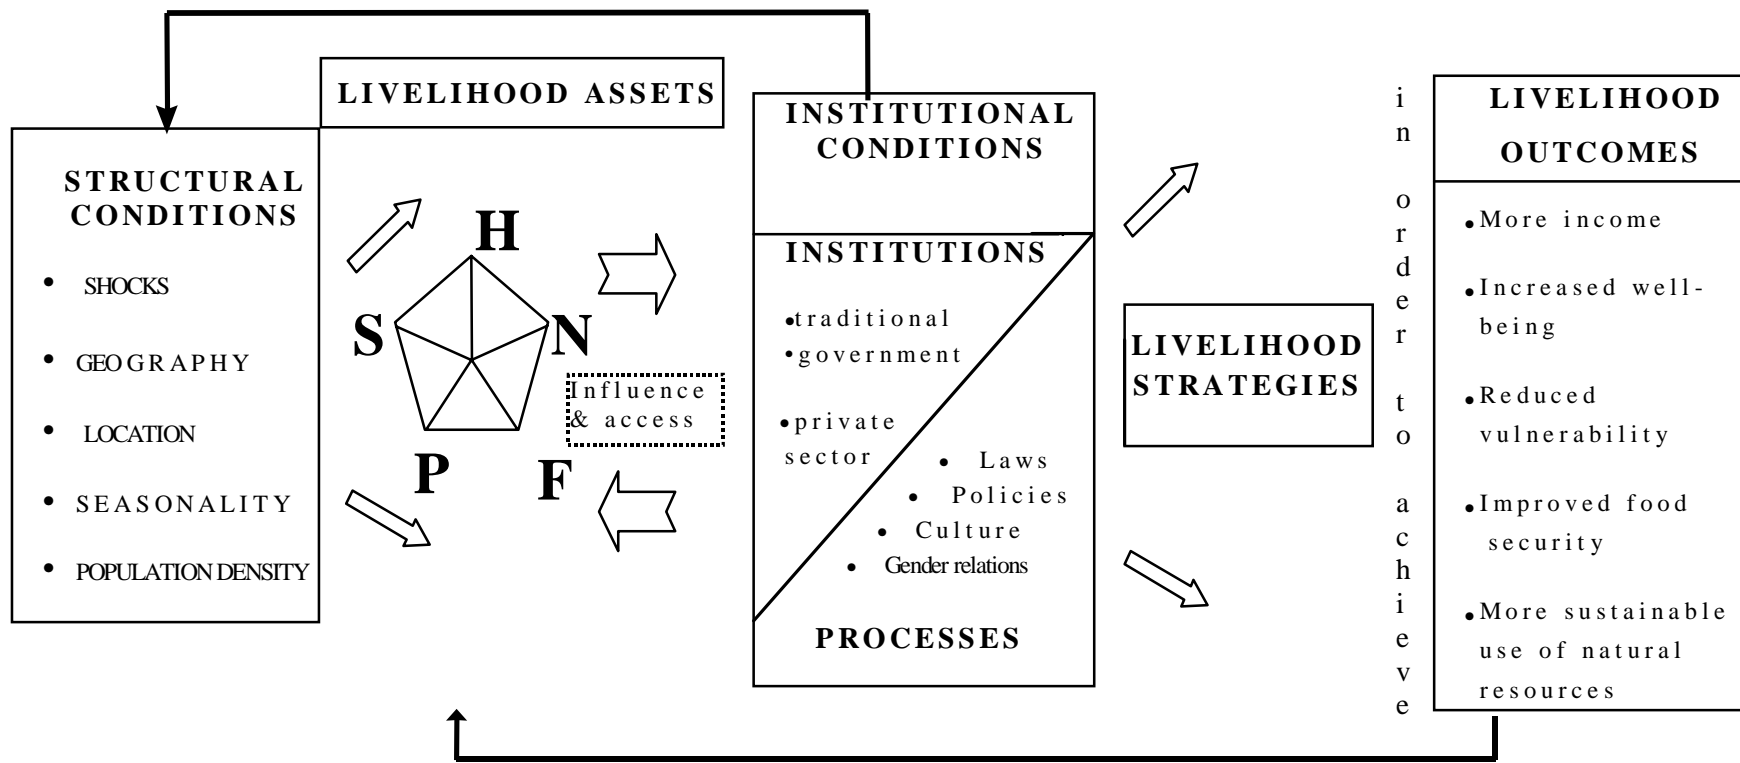 LIVELIHOOD ASSETS
STRUCTURAL
CONDITIONS
• SHOCKS
• GEOGRAPHY
• LOCATION
• SEASONALITY
• POPULATION DENSITY
H
S
N
P
F
Influence
& access
INSTITUTIONAL
CONDITIONS
INSTITUTIONS
•traditional
•government
•private
sector
• Laws
• Policies
• Culture
• Gender relations
PROCESSES
LIVELIHOOD
STRATEGIES
in order to achieve
LIVELIHOOD
OUTCOMES
•More income
•Increased well-
being
•Reduced
vulnerability
•Improved food
security
•More sustainable
use of natural
resources